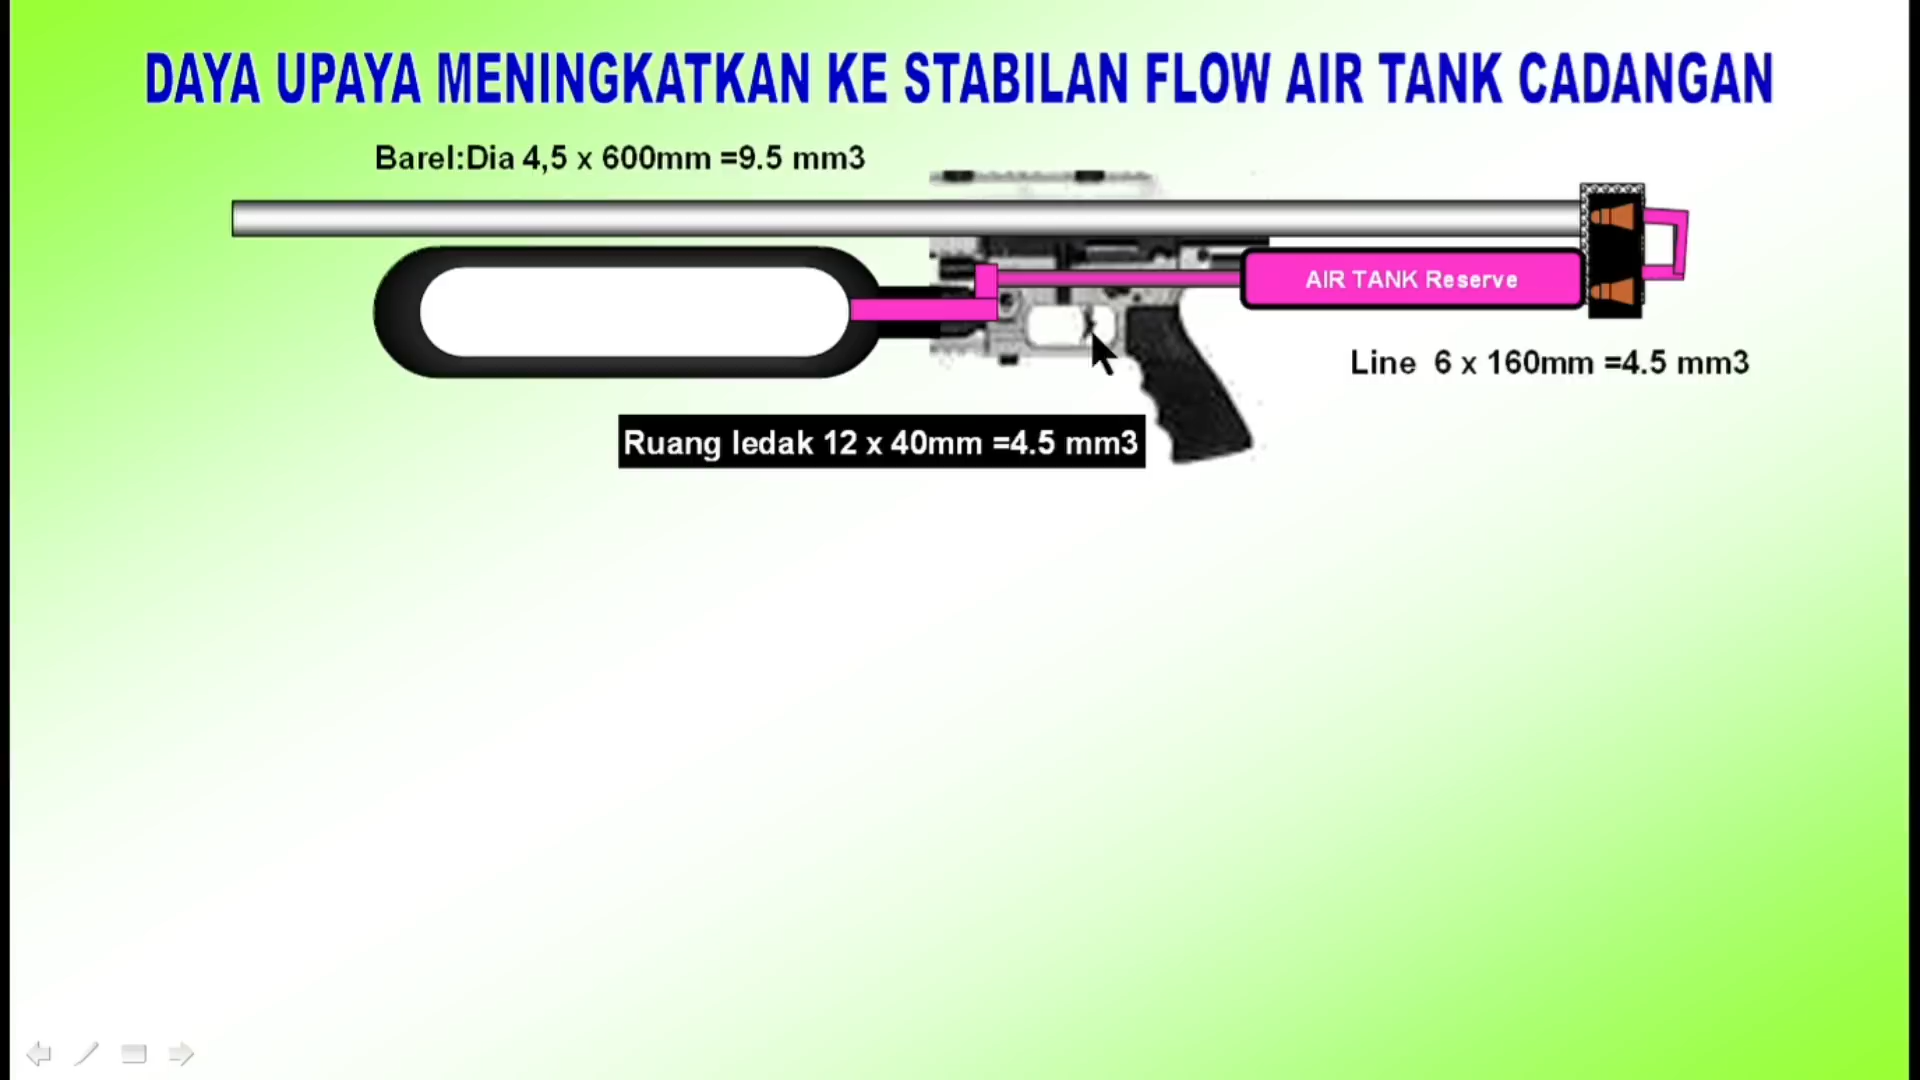 DAYA UPAYA MENINGKATKAN KE STABILAN FLOW AIR TANK CADANGAN
Barel:Dia 4,5 x 600mm =9.5 mm3
AIR TANK Reserve
Line 6 x 160mm =4.5 mm3
Ruang ledak 12 x 40mm =4.5 mm3